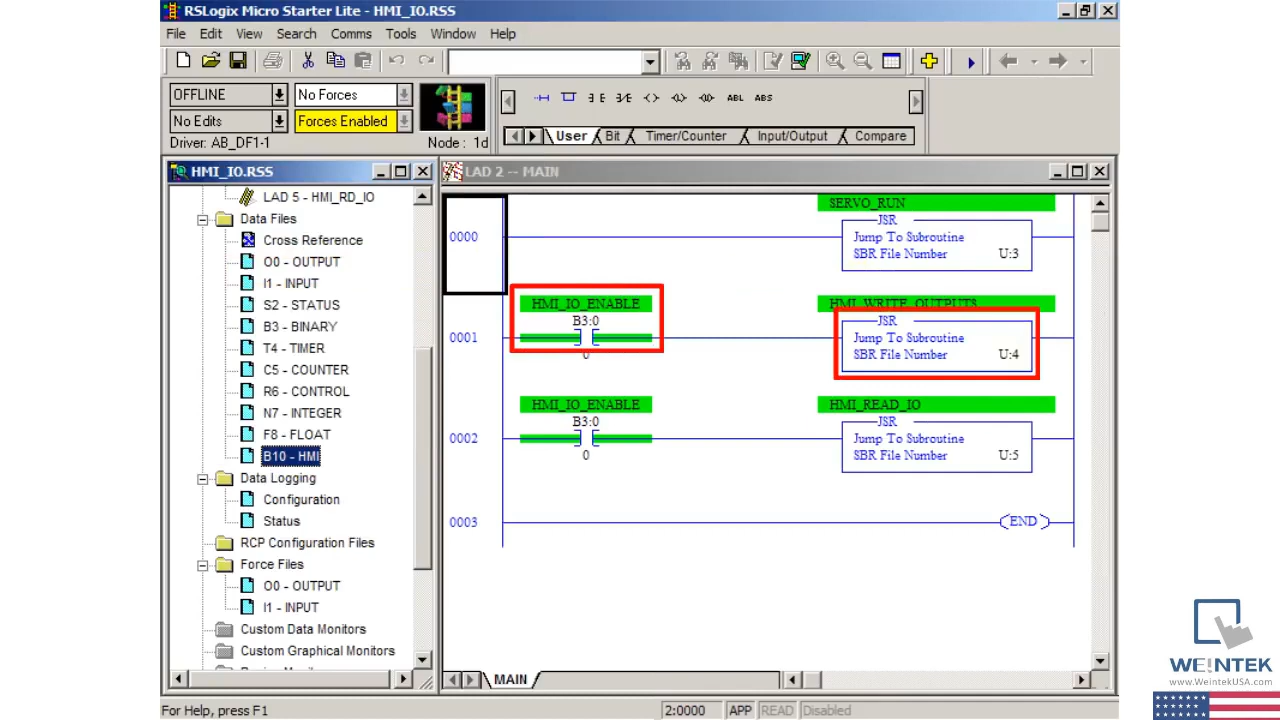 RSLogix Micro Starter Lite - HMI_IO.RSS
File Edit View Search Comms Tools Window Help
OFFLINE No Forces
No Edits Forces Enabled
Driver: AB_DF1-1 Node : 1d
ABL ABS
User Bit Timer/Counter Input/Output Compare
HMI_IO.RSS
LAD 5 - HMI_RD_IO
Data Files
Cross Reference
O0 - OUTPUT
I1 - INPUT
S2 - STATUS
B3 - BINARY
T4 - TIMER
C5 - COUNTER
R6 - CONTROL
N7 - INTEGER
F8 - FLOAT
B10 - HMI
Data Logging
Configuration
Status
RCP Configuration Files
Force Files
O0 - OUTPUT
I1 - INPUT
Custom Data Monitors
Custom Graphical Monitors
LAD 2 -- MAIN
SERVO_RUN
JSR
0000
Jump To Subroutine
SBR File Number U:3
HMI_IO_ENABLE
HMI_WRITE_OUTPUTS
B3:0
JSR
0001
Jump To Subroutine
SBR File Number U:4
0
HMI_IO_ENABLE
HMI_READ_IO
B3:0
JSR
0002
Jump To Subroutine
SBR File Number U:5
0
0003
END
MAIN
For Help, press F1
2:0000 APP READ Disabled
WEINTEK
www.WeintekUSA.com